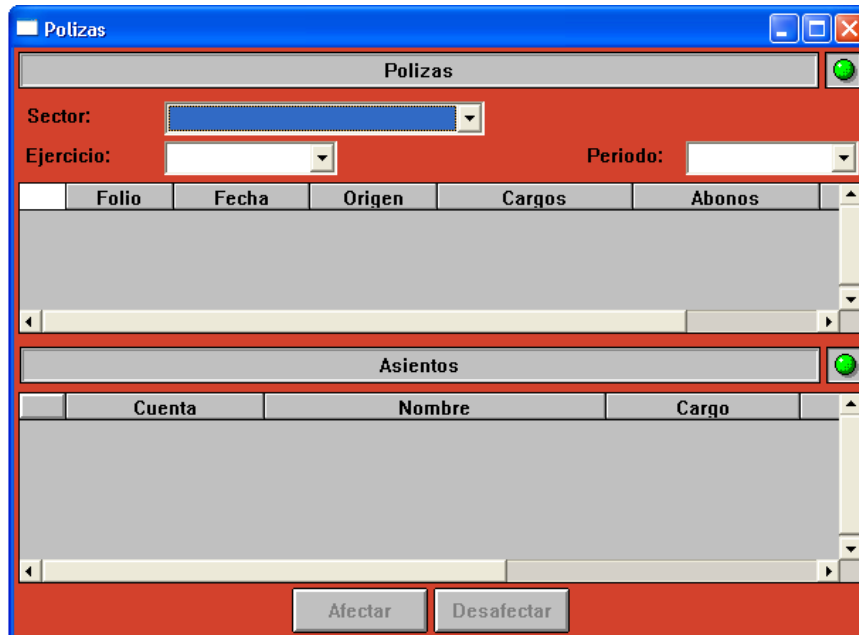 Polizas
Polizas
Sector:
Ejercicio: Periodo:
Folio Fecha Origen Cargos Abonos
Asientos
Cuenta Nombre Cargo
Afectar Desafectar